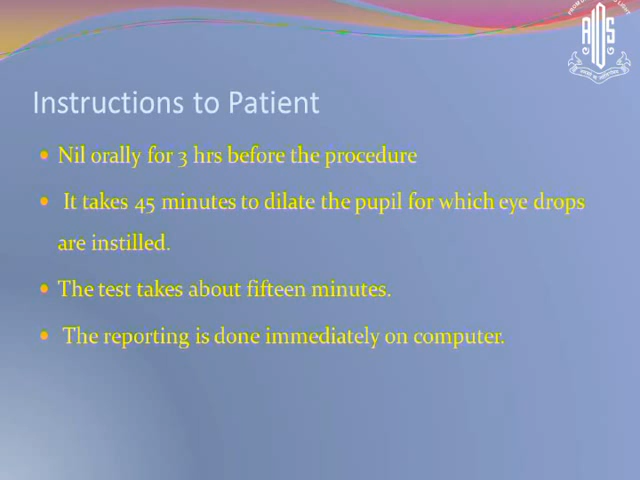 AIOS
Instructions to Patient
Nil orally for 3 hrs before the procedure
It takes 45 minutes to dilate the pupil for which eye drops
are instilled.
The test takes about fifteen minutes.
The reporting is done immediately on computer.